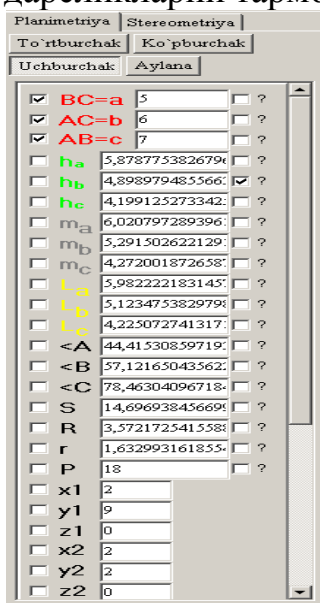 Planimetriya Stereometriya
To`rtburchak Ko`pburchak
Uchburchak Aylana
BC=a 5 ?
AC=b 6 ?
AB=c 7 ?
ha 5,878775382679 ?
hb 4,898979485566 ?
hc 4,199125273342 ?
ma 6,020797289396 ?
mb 5,291502622129 ?
mc 4,272001872658 ?
La 5,982222183145 ?
Lb 5,123475382979 ?
Lc 4,225072741317 ?
<A 44,41530859719 ?
<B 57,12165043562 ?
<C 78,46304096718 ?
S 14,69693845669 ?
R 3,572172541558 ?
r 1,632993161855 ?
P 18 ?
x1 2
y1 9
z1 0
x2 2
y2 2
z2 0